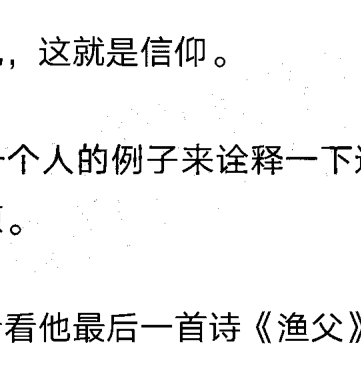 ，这就是信仰。
一个人的例子来诠释一下
。
看他最后一首诗《渔父》